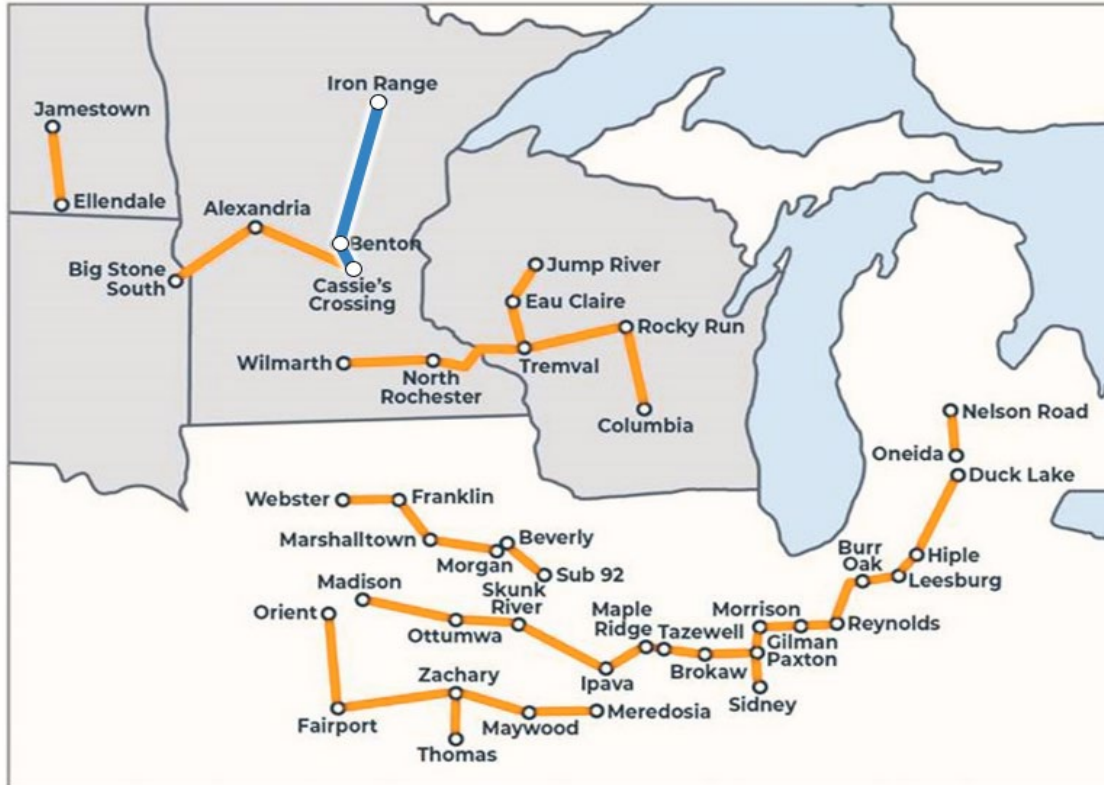 Iron Range
Jamestown
Ellendale
Alexandria
Benton
Big Stone
South
Cassie's
Crossing
Jump River
Eau Claire
Rocky Run
Wilmarth
North
Rochester
Tremval
Columbia
Nelson Road
Oneida
Duck Lake
Webster
Franklin
Marshalltown
Beverly
Morgan
Sub 92
Burr
Oak
Hiple
Leesburg
Madison
Skunk
River
Orient
Ottumwa
Maple
Ridge
Tazewell
Morrison
Gilman
Reynolds
Paxton
Brokaw
Ipava
Sidney
Zachary
Fairport
Maywood
Meredosia
Thomas